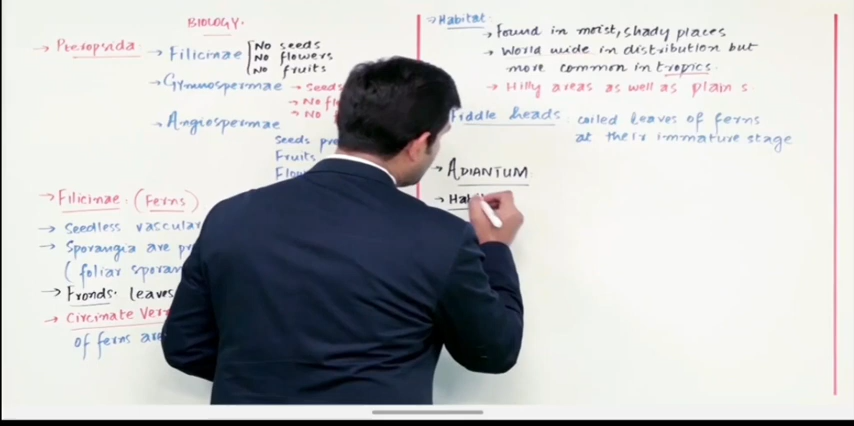 BIOLOGY.
→ Pteropsida → Filicinae [No seeds
No flowers
No fruits
→ Gymnospermae → Seeds
→ No
→ No
→ Angiospermae
Seeds
Fruits
→ Filicinae: (Ferns)
→ Seedless vascular
→ Sporangia are
(foliar
→ Fronds. leaves
→ Circinate
of ferns are
→ Habitat:
→ Found in moist, shady places
→ World wide in distribution but
more common in tropics.
→ Hilly areas as well as plains.
Fiddle heads: coiled leaves of ferns
at their immature stage
→ ADIANTUM
→ Hab